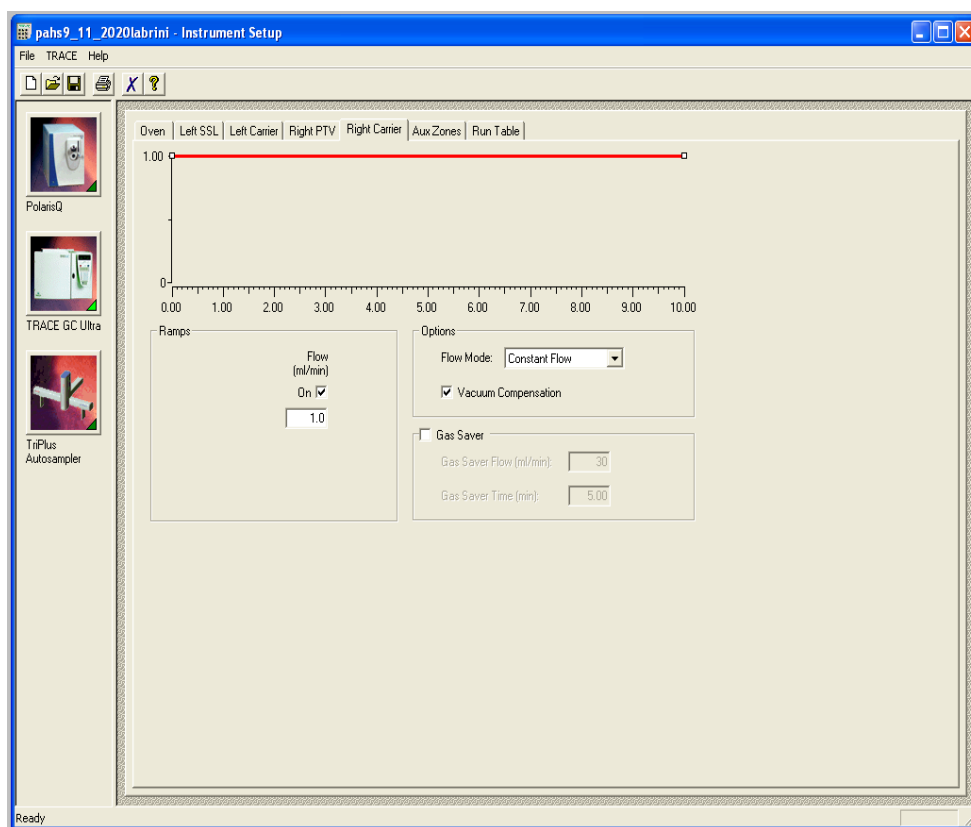 pahs9_11_2020labrini - Instrument Setup
File TRACE Help
PolarisQ
TRACE GC Ultra
TriPlus
Autosampler
Oven Left SSL Left Carrier Right PTV Right Carrier Aux Zones Run Table
1.00
0
0.00 1.00 2.00 3.00 4.00 5.00 6.00 7.00 8.00 9.00 10.00
Ramps
Flow
(ml/min)
On
1.0
Options
Flow Mode: Constant Flow
Vacuum Compensation
Gas Saver
Gas Saver Flow (ml/min): 30
Gas Saver Time (min): 5.00
Ready